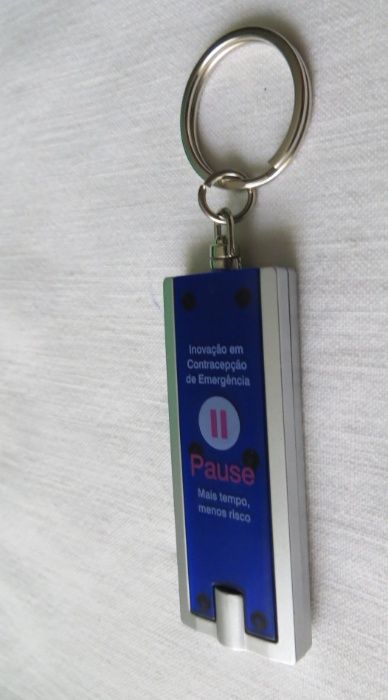 Inovação em
Contracepção
de Emergência
Pause
Mais tempo,
menos risco